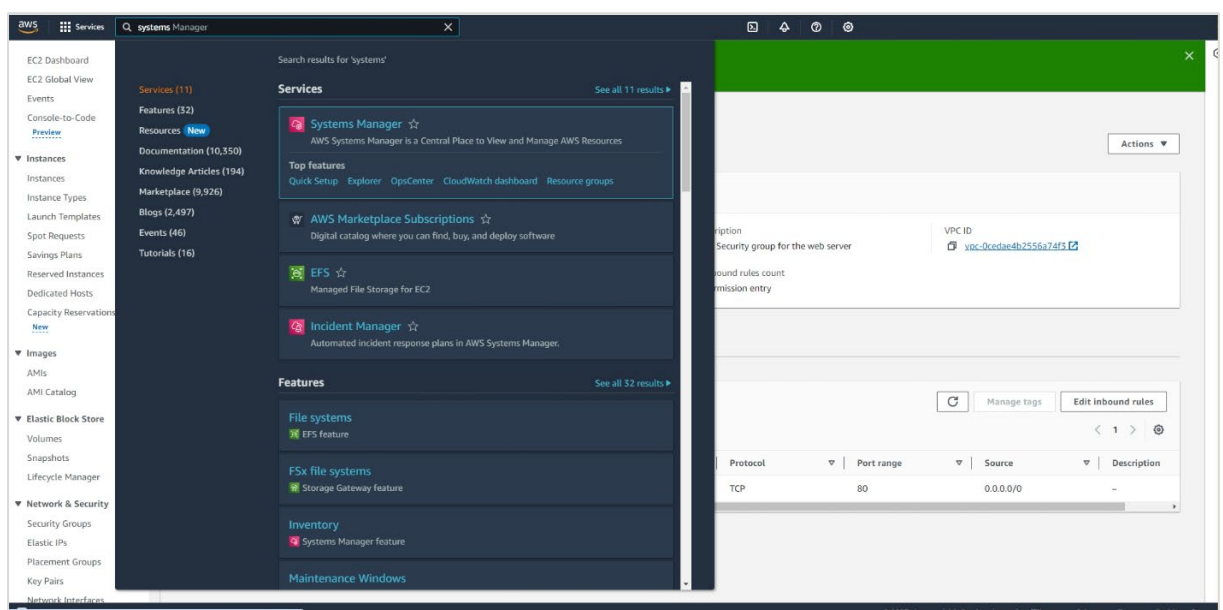 aws
Services
systems Manager
EC2 Dashboard
EC2 Global View
Events
Console-to-Code
Preview
Instances
Instances
Instance Types
Launch Templates
Spot Requests
Savings Plans
Reserved Instances
Dedicated Hosts
Capacity Reservations
New
Images
AMIs
AMI Catalog
Elastic Block Store
Volumes
Snapshots
Lifecycle Manager
Network & Security
Security Groups
Elastic IPs
Placement Groups
Key Pairs
Network Interfaces
Search results for 'systems'
Services (11)
Features (32)
Resources New
Documentation (10,350)
Knowledge Articles (194)
Marketplace (9,926)
Blogs (2,497)
Events (46)
Tutorials (16)
Services
See all 11 results
Systems Manager
AWS Systems Manager is a Central Place to View and Manage AWS Resources
Top features
Quick Setup Explorer OpsCenter CloudWatch dashboard Resource groups
AWS Marketplace Subscriptions
Digital catalog where you can find, buy, and deploy software
EFS
Managed File Storage for EC2
Incident Manager
Automated incident response plans in AWS Systems Manager.
Features
See all 32 results
File systems
EFS feature
FSx file systems
Storage Gateway feature
Inventory
Systems Manager feature
Maintenance Windows
Actions
ription
Security group for the web server
VPC ID
vpc-0cedae4b2556a74f3
ound rules count
rmission entry
Manage tags
Edit inbound rules
1
Protocol Port range Source Description
TCP 80 0.0.0.0/0 –